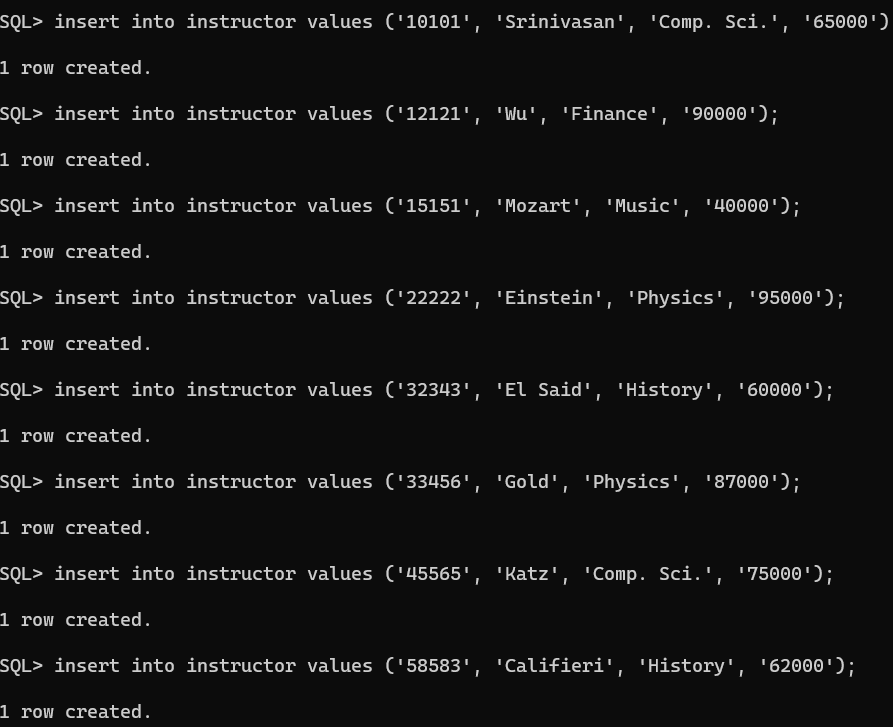 SQL> insert into instructor values ('10101', 'Srinivasan', 'Comp. Sci.', '65000')
1 row created.
SQL> insert into instructor values ('12121', 'Wu', 'Finance', '90000');
1 row created.
SQL> insert into instructor values ('15151', 'Mozart', 'Music', '40000');
1 row created.
SQL> insert into instructor values ('22222', 'Einstein', 'Physics', '95000');
1 row created.
SQL> insert into instructor values ('32343', 'El Said', 'History', '60000');
1 row created.
SQL> insert into instructor values ('33456', 'Gold', 'Physics', '87000');
1 row created.
SQL> insert into instructor values ('45565', 'Katz', 'Comp. Sci.', '75000');
1 row created.
SQL> insert into instructor values ('58583', 'Califieri', 'History', '62000');
1 row created.